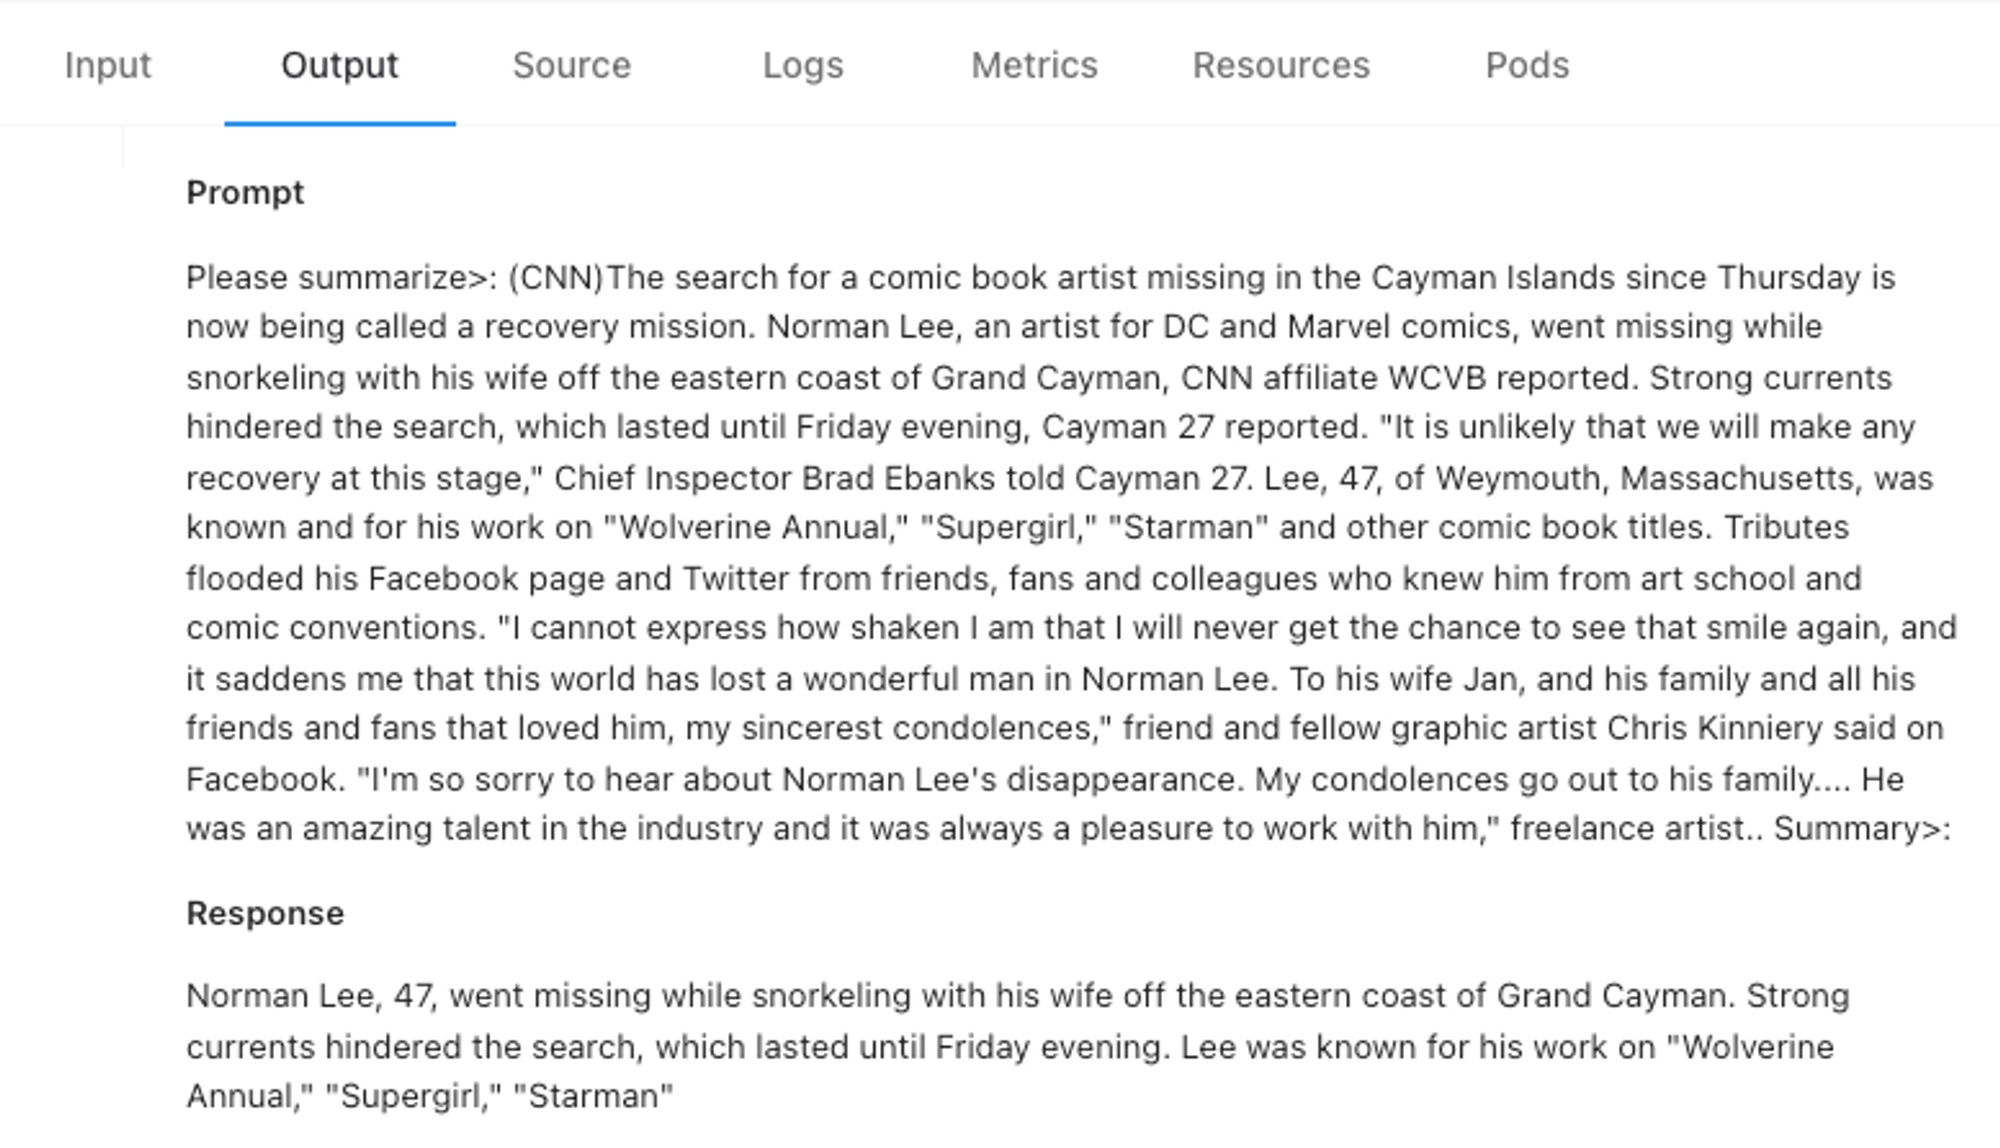 Input Output Source Logs Metrics Resources Pods
Prompt
Please summarize>: (CNN)The search for a comic book artist missing in the Cayman Islands since Thursday is
now being called a recovery mission. Norman Lee, an artist for DC and Marvel comics, went missing while
snorkeling with his wife off the eastern coast of Grand Cayman, CNN affiliate WCVB reported. Strong currents
hindered the search, which lasted until Friday evening, Cayman 27 reported. "It is unlikely that we will make any
recovery at this stage," Chief Inspector Brad Ebanks told Cayman 27. Lee, 47, of Weymouth, Massachusetts, was
known and for his work on "Wolverine Annual," "Supergirl," "Starman" and other comic book titles. Tributes
flooded his Facebook page and Twitter from friends, fans and colleagues who knew him from art school and
comic conventions. "I cannot express how shaken I am that I will never get the chance to see that smile again, and
it saddens me that this world has lost a wonderful man in Norman Lee. To his wife Jan, and his family and all his
friends and fans that loved him, my sincerest condolences," friend and fellow graphic artist Chris Kinniery said on
Facebook. "I'm so sorry to hear about Norman Lee's disappearance. My condolences go out to his family.... He
was an amazing talent in the industry and it was always a pleasure to work with him," freelance artist.. Summary>:
Response
Norman Lee, 47, went missing while snorkeling with his wife off the eastern coast of Grand Cayman. Strong
currents hindered the search, which lasted until Friday evening. Lee was known for his work on "Wolverine
Annual," "Supergirl," "Starman"